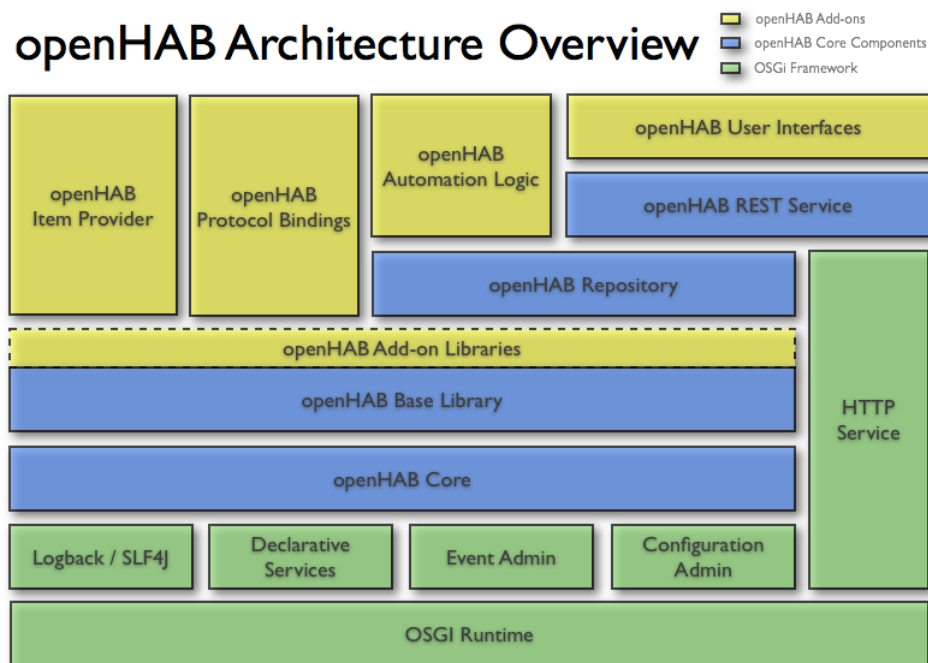 openHAB Architecture Overview
openHAB Add-ons
openHAB Core Components
OSGi Framework
openHAB
Item Provider
openHAB
Protocol Bindings
openHAB
Automation Logic
openHAB User Interfaces
openHAB REST Service
openHAB Repository
openHAB Add-on Libraries
openHAB Base Library
HTTP
Service
openHAB Core
Logback / SLF4J
Declarative
Services
Event Admin
Configuration
Admin
OSGI Runtime